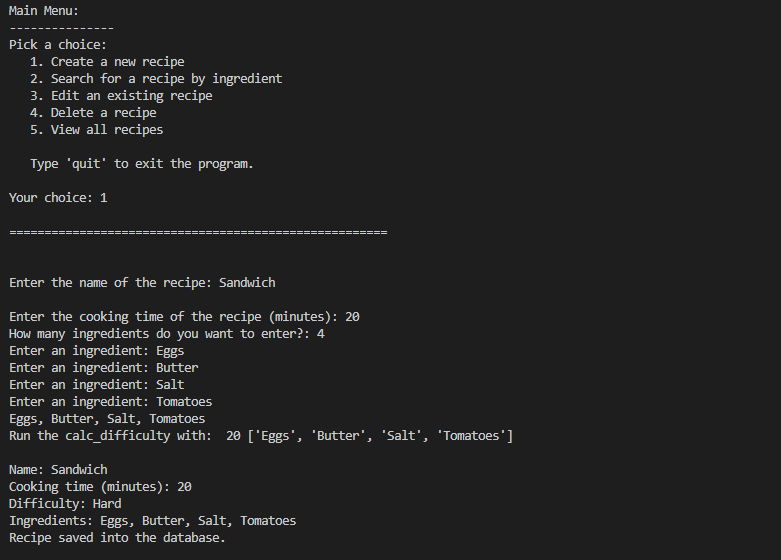 Main Menu:
---------------
Pick a choice:
   1. Create a new recipe
   2. Search for a recipe by ingredient
   3. Edit an existing recipe
   4. Delete a recipe
   5. View all recipes

   Type 'quit' to exit the program.

Your choice: 1

======================================================

Enter the name of the recipe: Sandwich

Enter the cooking time of the recipe (minutes): 20
How many ingredients do you want to enter?: 4
Enter an ingredient: Eggs
Enter an ingredient: Butter
Enter an ingredient: Salt
Enter an ingredient: Tomatoes
Eggs, Butter, Salt, Tomatoes
Run the calc_difficulty with:  20 ['Eggs', 'Butter', 'Salt', 'Tomatoes']

Name: Sandwich
Cooking time (minutes): 20
Difficulty: Hard
Ingredients: Eggs, Butter, Salt, Tomatoes
Recipe saved into the database.